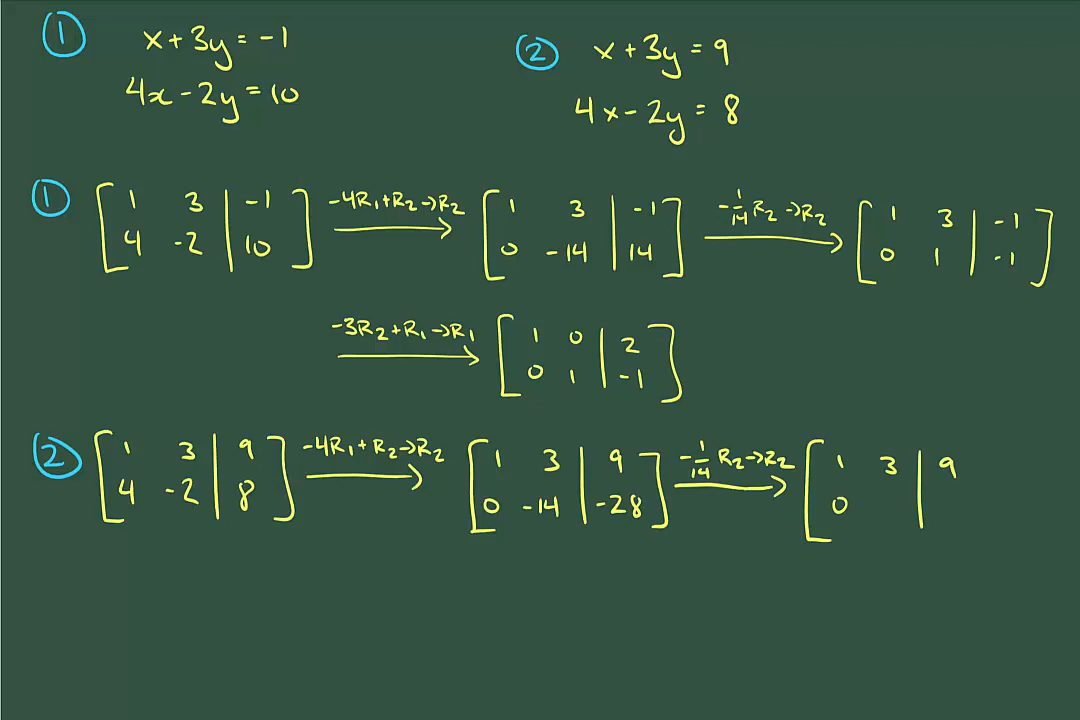 ① x + 3y = -1
4x - 2y = 10
② x + 3y = 9
4x - 2y = 8
① [ 1 3 | -1 ] -4R₁+R₂→R₂ [ 1 3 | -1 ] -1/14 R₂→R₂ [ 1 3 | -1 ]
[ 4 -2 | 10 ] [ 0 -14 | 14 ] [ 0 1 | -1 ]
-3R₂+R₁→R₁ [ 1 0 | 2 ]
[ 0 1 | -1 ]
② [ 1 3 | 9 ] -4R₁+R₂→R₂ [ 1 3 | 9 ] -1/14 R₂→R₂ [ 1 3 | 9
[ 4 -2 | 8 ] [ 0 -14 | -28 ] [ 0 |